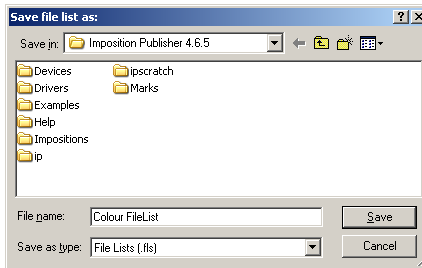 Save file list as:
Save in: Imposition Publisher 4.6.5
Devices
Drivers
Examples
Help
Impositions
ip
ipscratch
Marks
File name: Colour FileList
Save
Save as type: File Lists (.fls)
Cancel